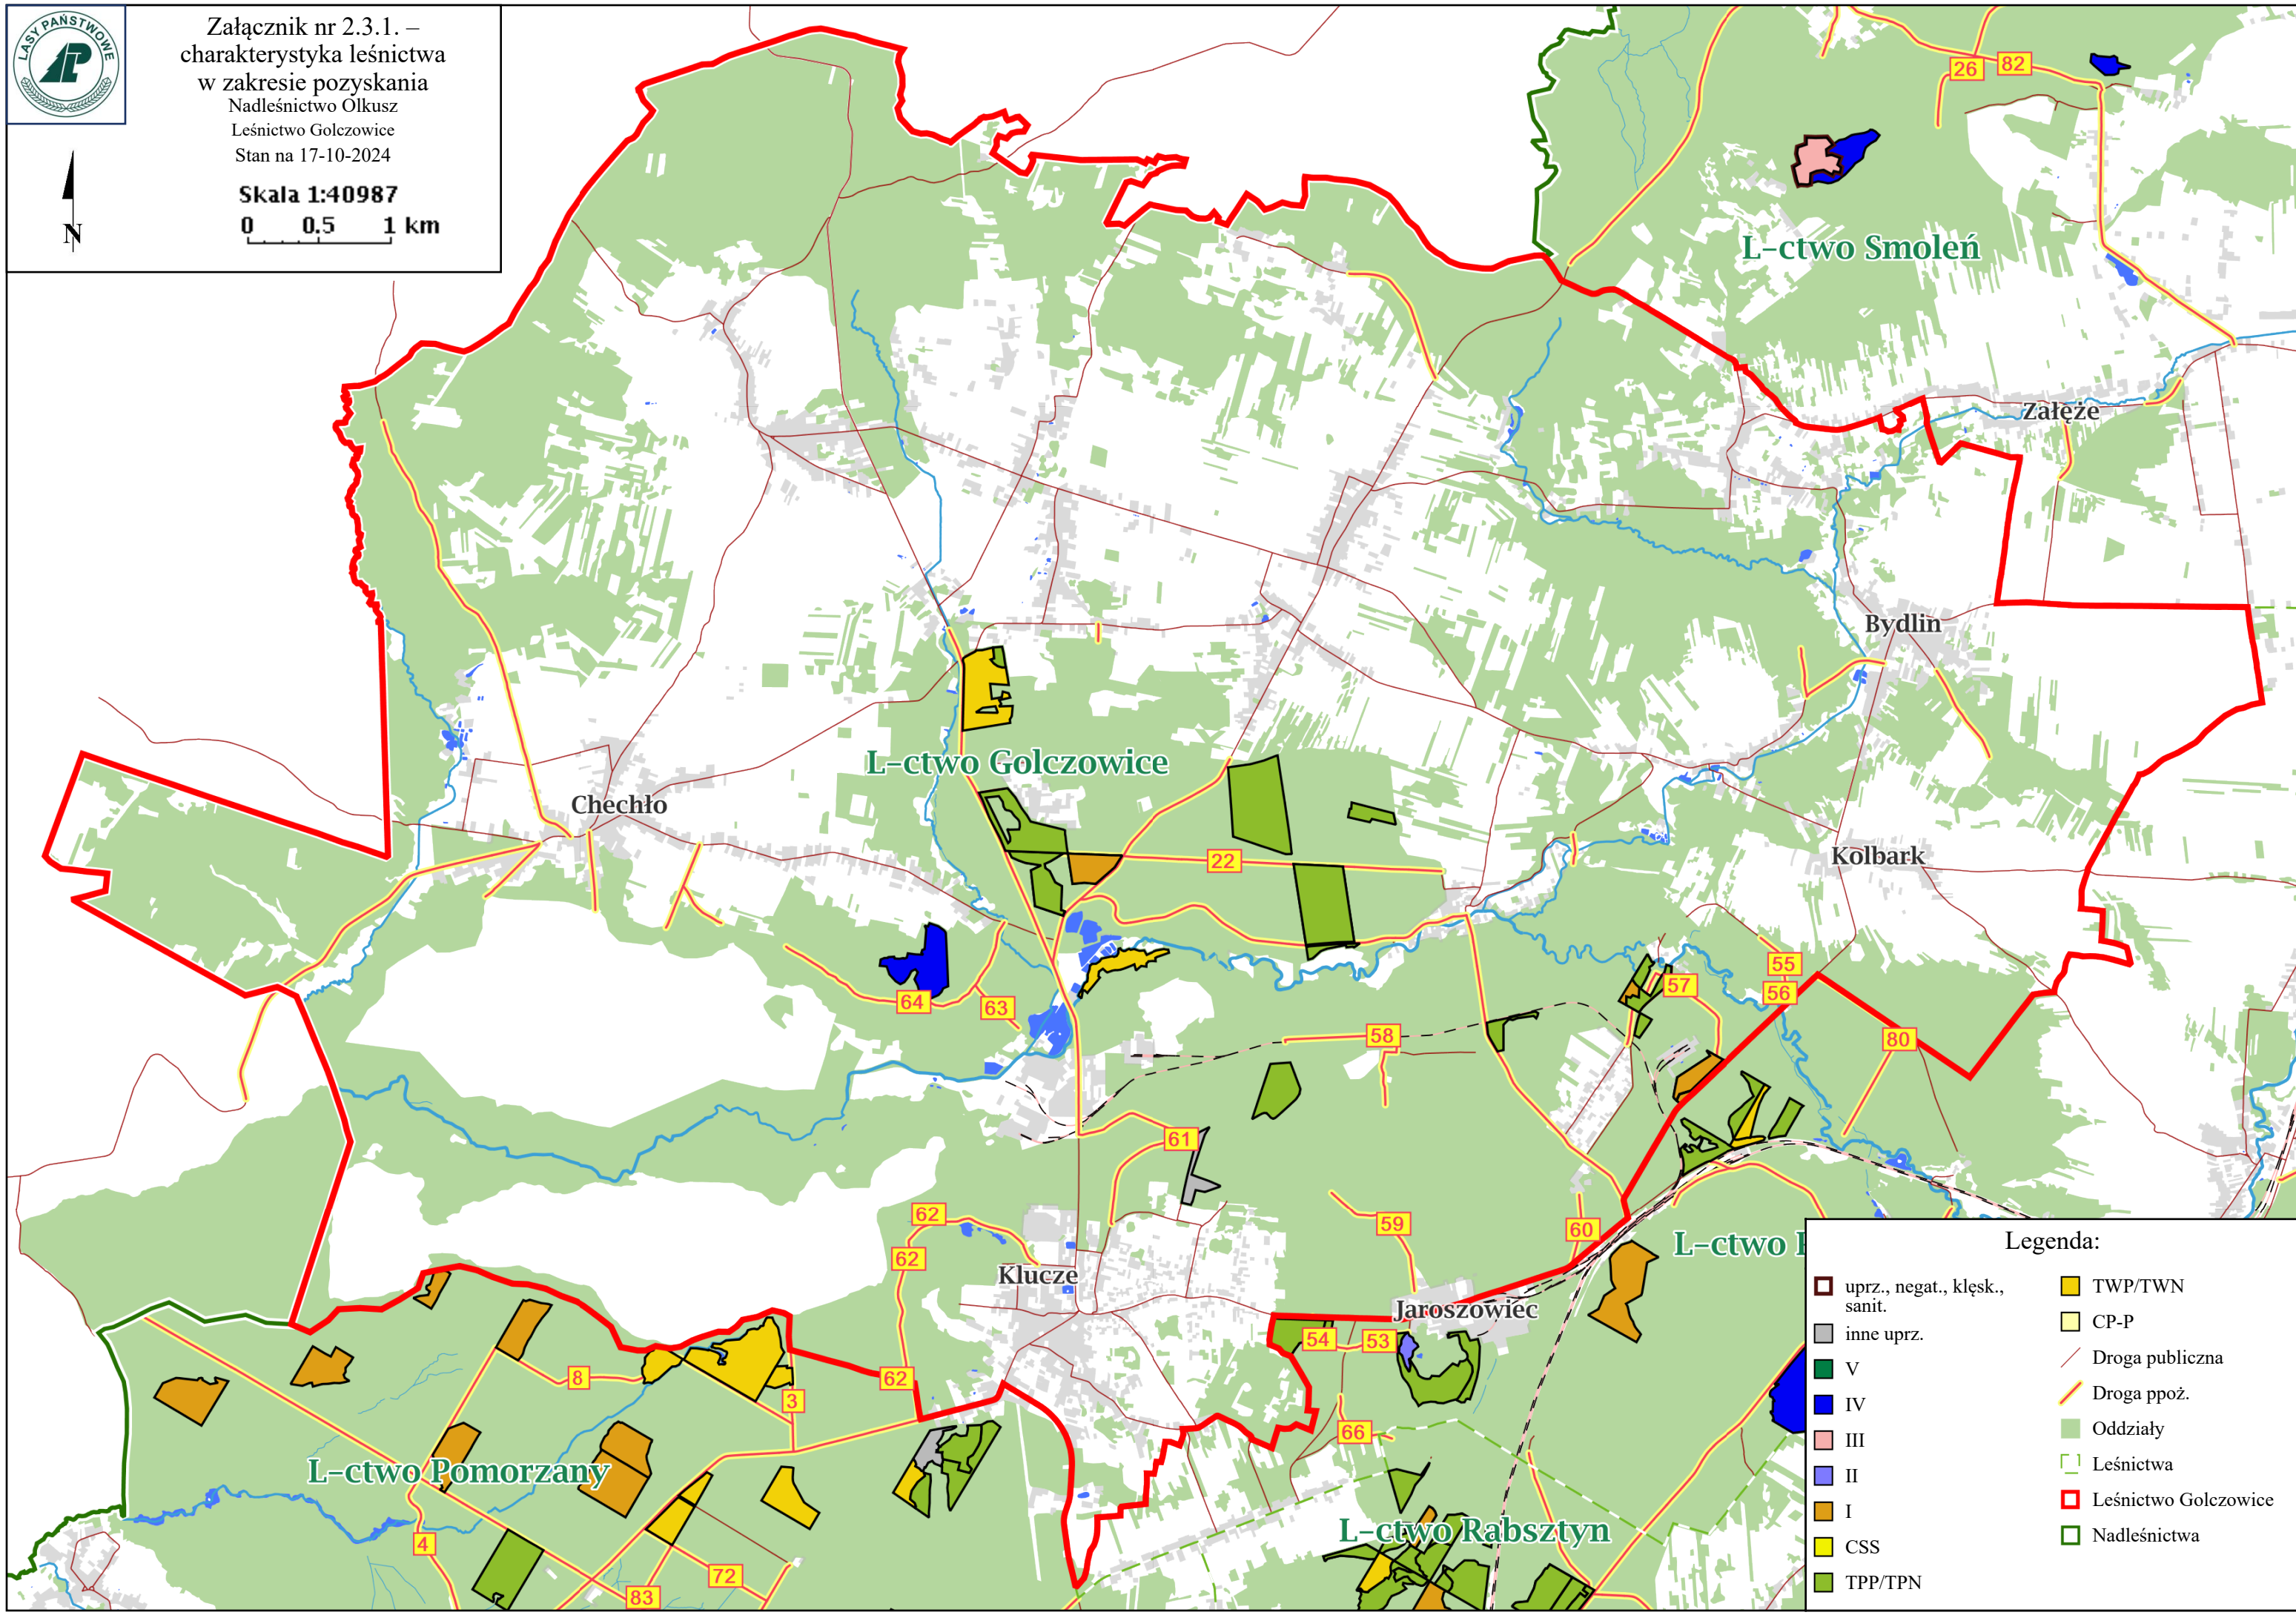 LASY PAŃSTWOWE
Załącznik nr 2.3.1. –
charakterystyka leśnictwa
w zakresie pozyskania
Nadleśnictwo Olkusz
Leśnictwo Golczowice
Stan na 17-10-2024
Skala 1:40987
0 0.5 1 km
N
26 82
L-ctwo Smoleń
Załęże
Bydlin
L-ctwo Golczowice
Chechło
22
Kolbark
55
57
56
64
63
58
80
61
62
59
60
62
L-ctwo
Klucze
Jaroszowiec
54
53
8
62
3
66
L-ctwo Pomorzany
L-ctwo Rabsztyn
4
72
83
Legenda:
uprz., negat., klęsk.,
sanit.
inne uprz.
V
IV
III
II
I
CSS
TPP/TPN
TWP/TWN
CP-P
Droga publiczna
Droga ppoż.
Oddziały
Leśnictwa
Leśnictwo Golczowice
Nadleśnictwa